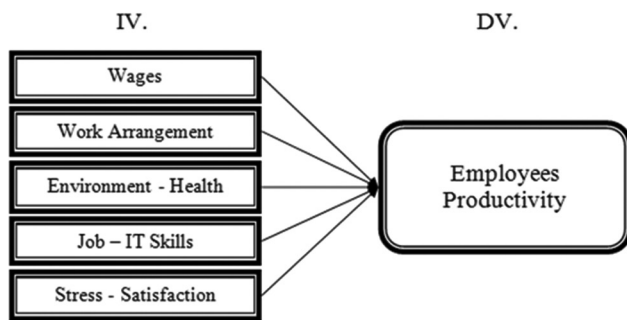 IV.
DV.
Wages
Work Arrangement
Environment - Health
Job – IT Skills
Stress - Satisfaction
Employees
Productivity